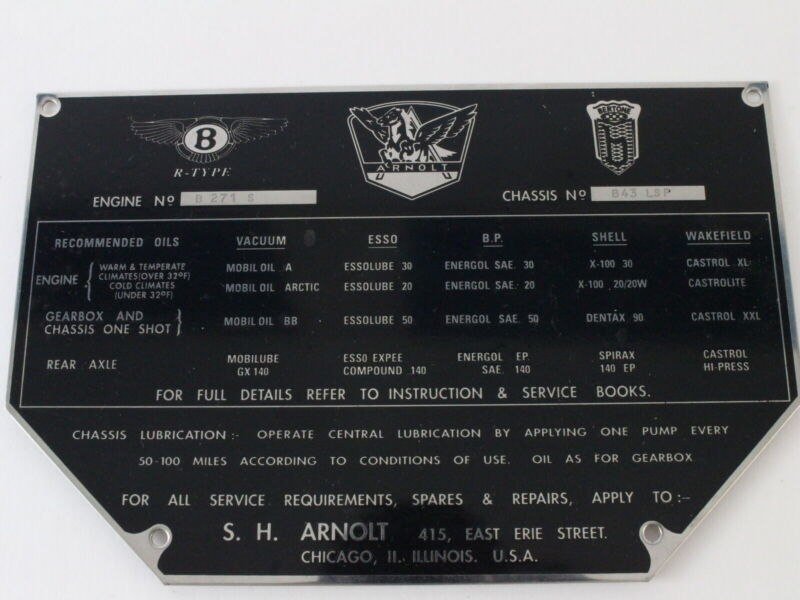 B
R-TYPE
ARNOLT
BERTONE
ENGINE Nº B 271 S
CHASSIS Nº B43 LSP
RECOMMENDED OILS VACUUM ESSO B.P. SHELL WAKEFIELD
ENGINE { WARM & TEMPERATE CLIMATES(OVER 32ºF) MOBIL OIL A ESSOLUBE 30 ENERGOL SAE. 30 X-100 30 CASTROL XL
COLD CLIMATES (UNDER 32ºF) MOBIL OIL ARCTIC ESSOLUBE 20 ENERGOL SAE. 20 X-100 20/20W CASTROLITE
GEARBOX AND CHASSIS ONE SHOT } MOBIL OIL BB ESSOLUBE 50 ENERGOL SAE. 50 DENTAX 90 CASTROL XXL
REAR AXLE MOBILUBE GX 140 ESSO EXPEE COMPOUND 140 ENERGOL EP. SAE. 140 SPIRAX 140 EP CASTROL HI-PRESS
FOR FULL DETAILS REFER TO INSTRUCTION & SERVICE BOOKS.
CHASSIS LUBRICATION:- OPERATE CENTRAL LUBRICATION BY APPLYING ONE PUMP EVERY
50-100 MILES ACCORDING TO CONDITIONS OF USE. OIL AS FOR GEARBOX
FOR ALL SERVICE REQUIREMENTS, SPARES & REPAIRS, APPLY TO:-
S. H. ARNOLT, 415, EAST ERIE STREET.
CHICAGO, II. ILLINOIS. U.S.A.